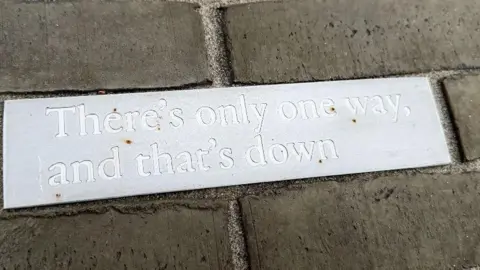 There's only one way,
and that's down